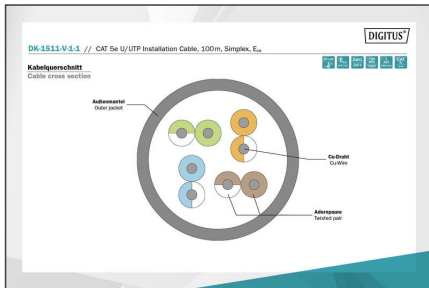 DIGITUS®
DK-1511-V-1-1 // CAT 5e U/UTP Installation Cable, 100m, Simplex, Eca
Kabelquerschnitt
Cable cross section
Außenmantel
Outer jacket
Cu-Draht
Cu-Wire
Adernpaare
Twisted pair